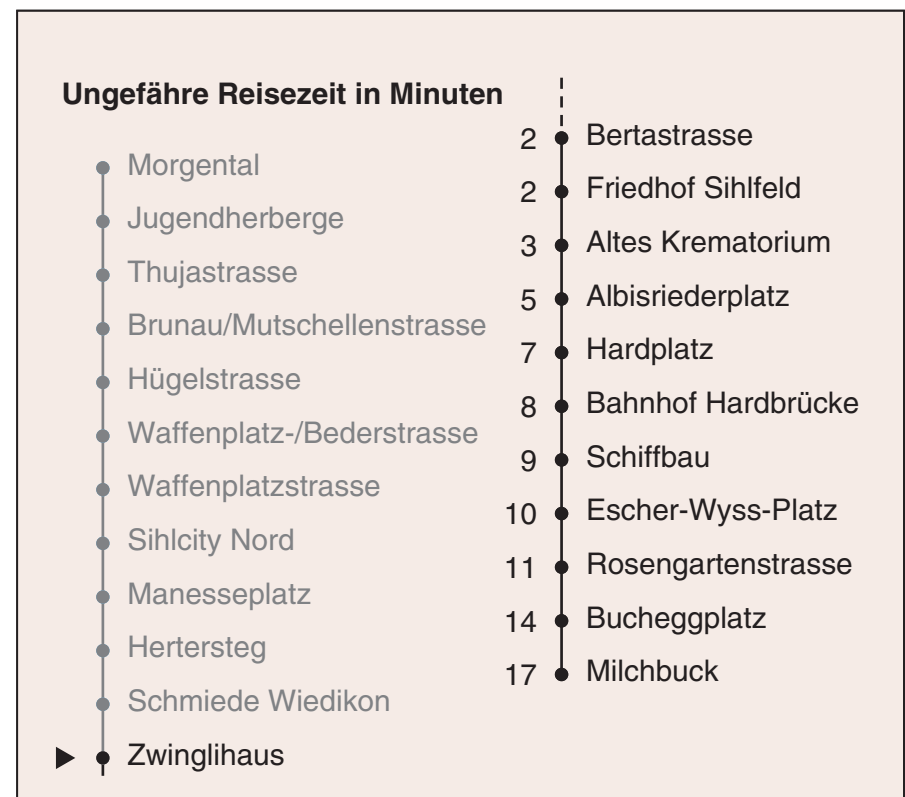 Ungefähre Reisezeit in Minuten
Morgental
Jugendherberge
Thujastrasse
Brunau/Mutschellenstrasse
Hügelstrasse
Waffenplatz-/Bederstrasse
Waffenplatzstrasse
Sihlcity Nord
Manesseplatz
Hertersteg
Schmiede Wiedikon
Zwinglihaus
2 Bertastrasse
2 Friedhof Sihlfeld
3 Altes Krematorium
5 Albisriederplatz
7 Hardplatz
8 Bahnhof Hardbrücke
9 Schiffbau
10 Escher-Wyss-Platz
11 Rosengartenstrasse
14 Bucheggplatz
17 Milchbuck